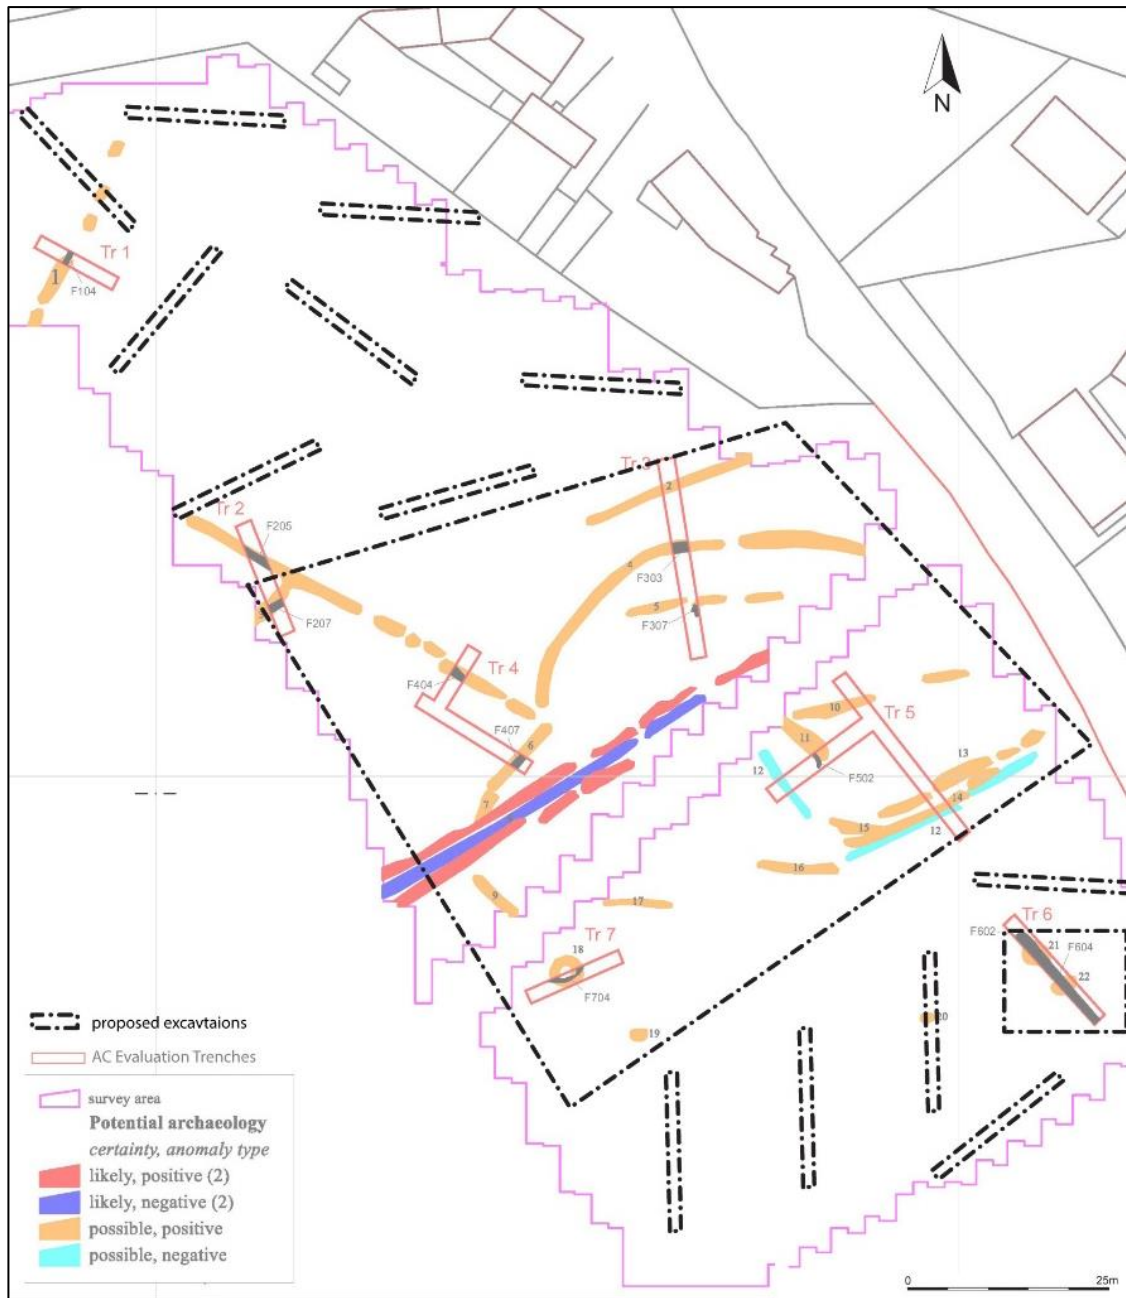 N
Tr 1
1
F104
Tr 2
F205
F207
Tr 3
2
4
F303
5
F307
Tr 4
F404
F407
6
7
Tr 5
10
11
12
F502
13
14
15
12
16
9
17
Tr 7
18
F704
19
Tr 6
F602
F604
21
22
20
proposed excavtaions
AC Evaluation Trenches
survey area
Potential archaeology
certainty, anomaly type
likely, positive (2)
likely, negative (2)
possible, positive
possible, negative
0
25m